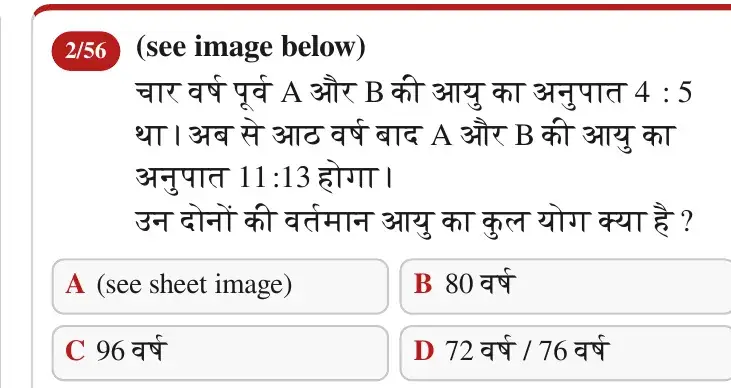 2/56 (see image below)
चार वर्ष पूर्व A और B की आयु का अनुपात 4 : 5
था। अब से आठ वर्ष बाद A और B की आयु का
अनुपात 11:13 होगा।
उन दोनों की वर्तमान आयु का कुल योग क्या है ?
A (see sheet image)
B 80 वर्ष
C 96 वर्ष
D 72 वर्ष / 76 वर्ष